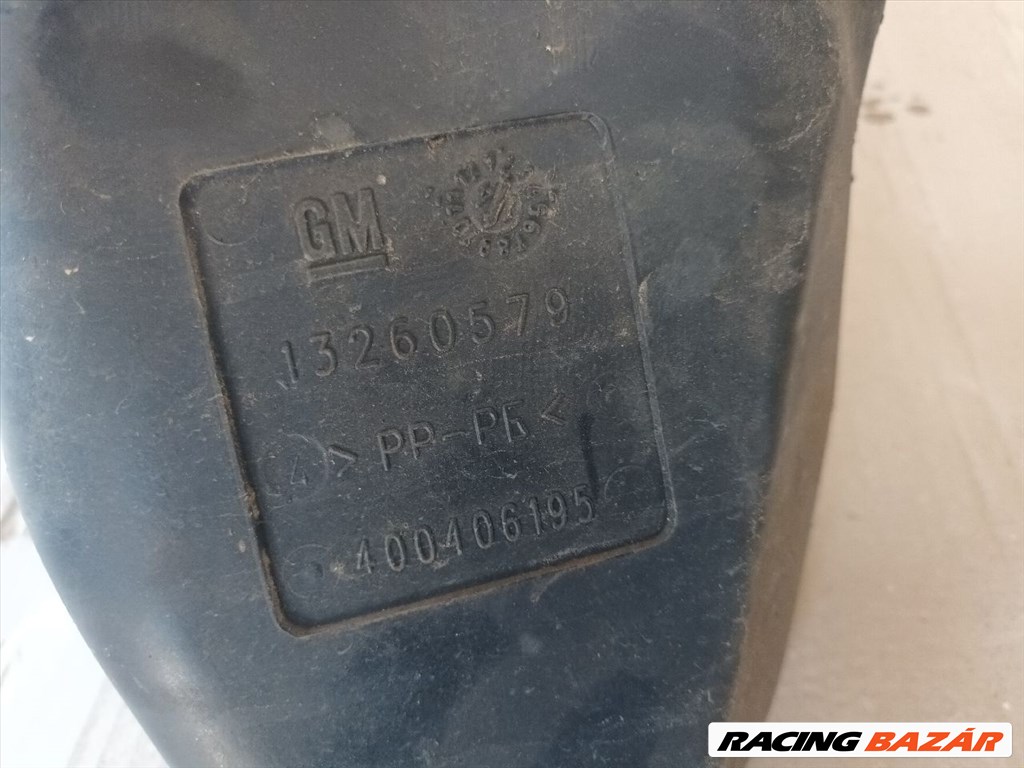 GM
13260579
>PP-PE<
400406195
RACING BAZÁR